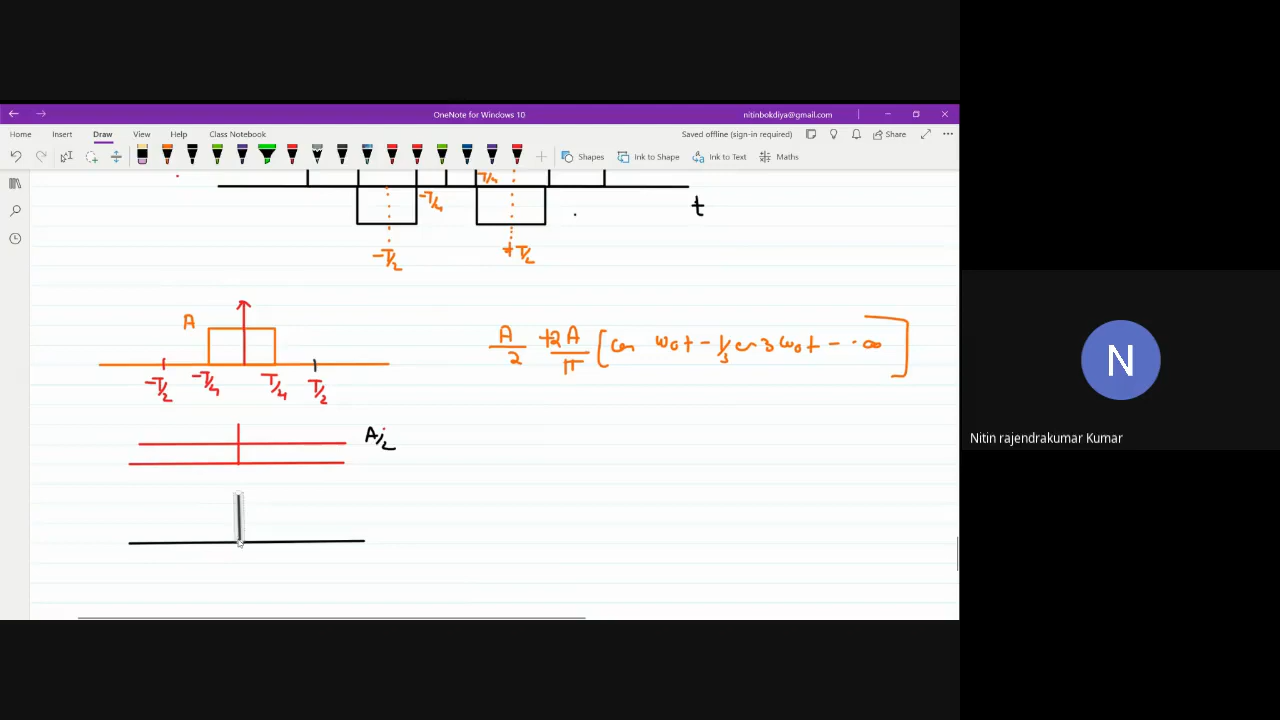 OneNote for Windows 10
nitinbokdiya@gmail.com
Home Insert Draw View Help Class Notebook
Saved offline (sign-in required)
Share
Shapes Ink to Shape Ink to Text Maths
-T/4
t
-T/2
+T/2
A
-T/2 -T/4 T/4 T/2
A/2 +2A/π [cos ω0t - 1/3 cos 3ω0t - ..∞]
A/2
N
Nitin rajendrakumar Kumar